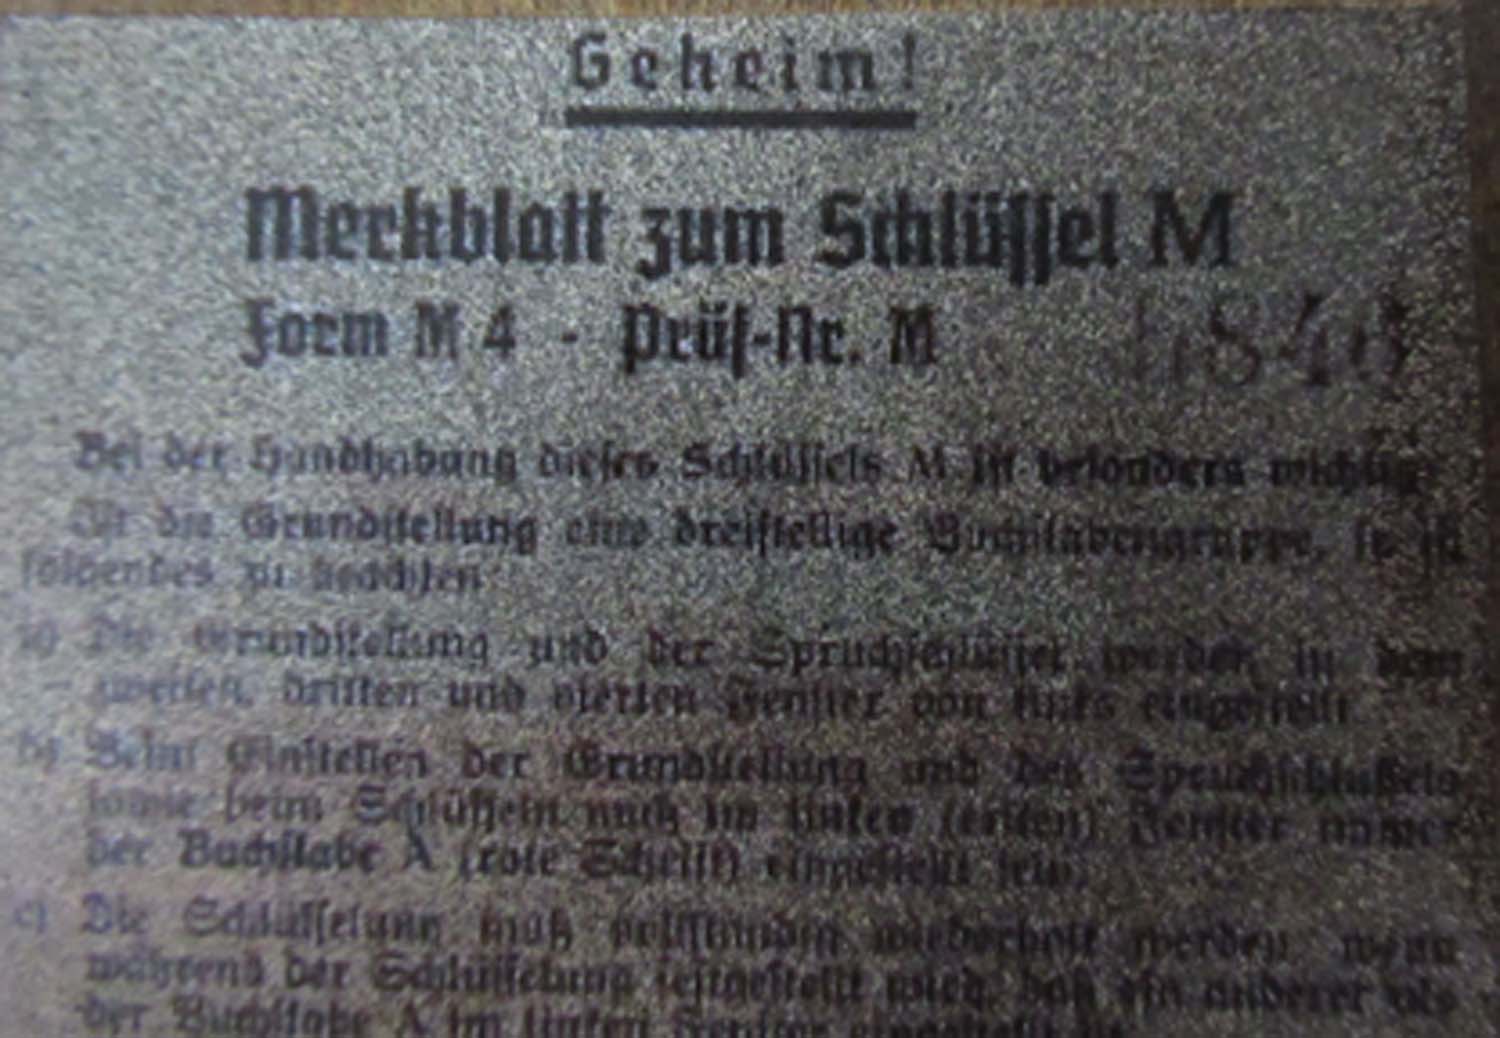 Geheim!
Merkblatt zum Schlüssel M
Form M 4 - Prüf-Nr. M
Bei der Handhabung dieses Schlüssels M ist besonders wichtig
Ist die Grundstellung eine dreistellige Buchstabengruppe, so ist
folgendes zu beachten
a) Die Grundstellung und der Spruchschlüssel werden in dem
zweiten, dritten und vierten Fenster von links eingestellt
b) Beim Einstellen der Grundstellung und des Spruchschlüssels
sowie beim Schlüsseln muß im linken (ersten) Fenster immer
der Buchstabe A (rote Schrift) eingestellt sein.
c) Die Schlüsselung muß vollständig wiederholt werden, wenn
während der Schlüsselung festgestellt wird, daß ein anderer als
der Buchstabe A im linken Fenster eingestellt